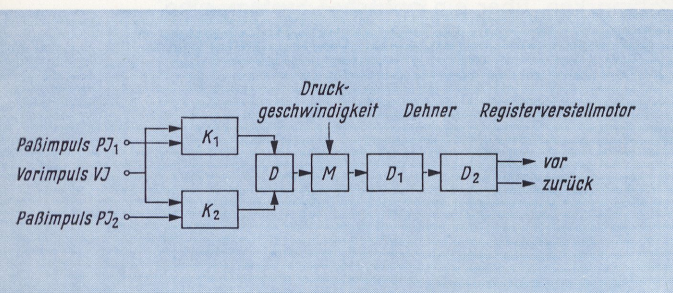 Druck-
geschwindigkeit Dehner Registerverstellmotor
Paßimpuls PJ1
Vorimpuls VJ
Paßimpuls PJ2
K1
K2
D
M
D1
D2
vor
zurück